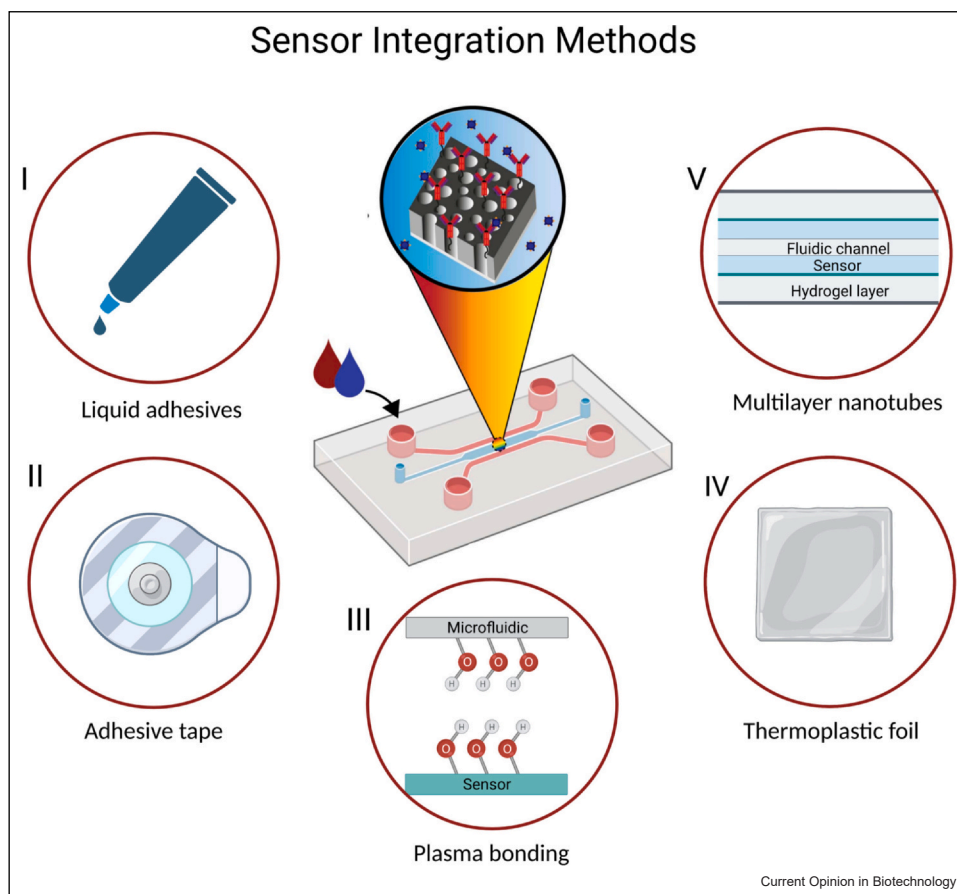 Sensor Integration Methods
I
Liquid adhesives
II
Adhesive tape
III
Microfluidic
O O O
H H H
H H H
O O O
Sensor
Plasma bonding
IV
Thermoplastic foil
V
Fluidic channel
Sensor
Hydrogel layer
Multilayer nanotubes
Current Opinion in Biotechnology